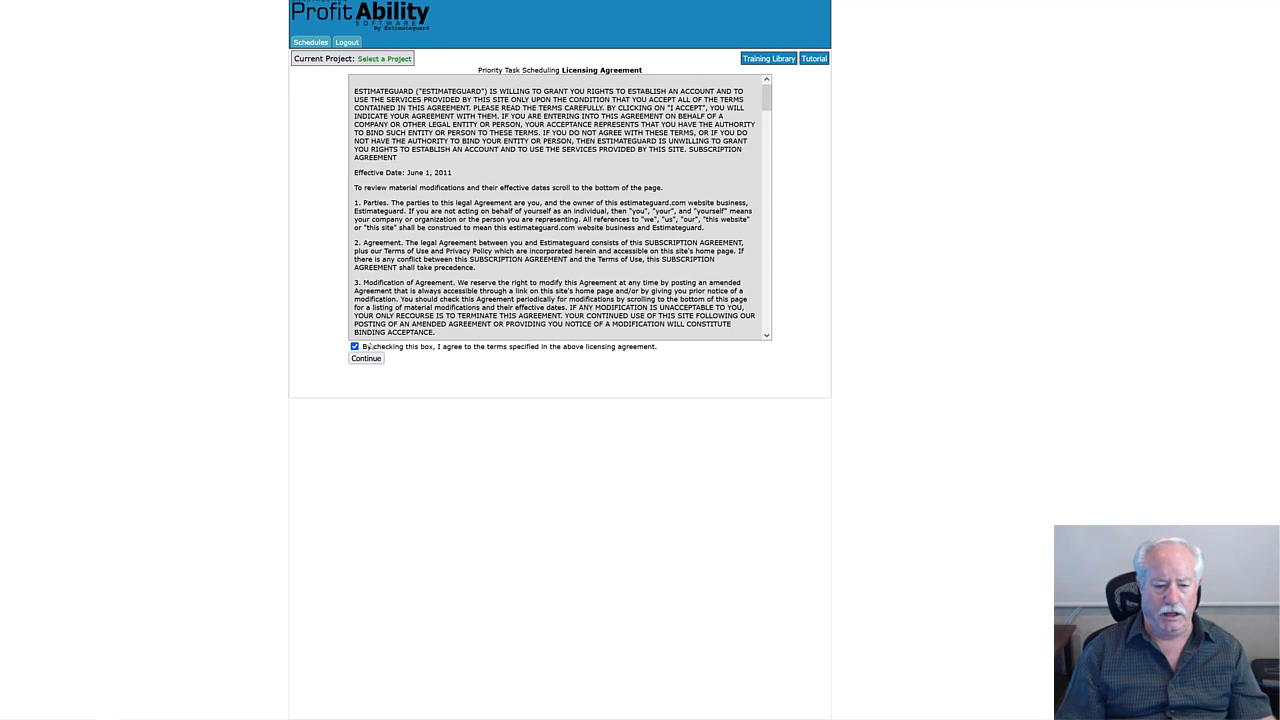 Profit Ability
SOFTWARE
By Estimateguard
Schedules Logout
Current Project: Select a Project Training Library Tutorial
Priority Task Scheduling Licensing Agreement
ESTIMATEGUARD ("ESTIMATEGUARD") IS WILLING TO GRANT YOU RIGHTS TO ESTABLISH AN ACCOUNT AND TO
USE THE SERVICES PROVIDED BY THIS SITE ONLY UPON THE CONDITION THAT YOU ACCEPT ALL OF THE TERMS
CONTAINED IN THIS AGREEMENT. PLEASE READ THE TERMS CAREFULLY. BY CLICKING ON "I ACCEPT", YOU WILL
INDICATE YOUR AGREEMENT WITH THEM. IF YOU ARE ENTERING INTO THIS AGREEMENT ON BEHALF OF A
COMPANY OR OTHER LEGAL ENTITY OR PERSON, YOUR ACCEPTANCE REPRESENTS THAT YOU HAVE THE AUTHORITY
TO BIND SUCH ENTITY OR PERSON TO THESE TERMS. IF YOU DO NOT AGREE WITH THESE TERMS, OR IF YOU DO
NOT HAVE THE AUTHORITY TO BIND YOUR ENTITY OR PERSON, THEN ESTIMATEGUARD IS UNWILLING TO GRANT
YOU RIGHTS TO ESTABLISH AN ACCOUNT AND TO USE THE SERVICES PROVIDED BY THIS SITE. SUBSCRIPTION
AGREEMENT
Effective Date: June 1, 2011
To review material modifications and their effective dates scroll to the bottom of the page.
1. Parties. The parties to this legal Agreement are you, and the owner of this estimateguard.com website business,
Estimateguard. If you are not acting on behalf of yourself as an individual, then "you", "your", and "yourself" means
your company or organization or the person you are representing. All references to "we", "us", "our", "this website"
or "this site" shall be construed to mean this estimateguard.com website business and Estimateguard.
2. Agreement. The legal Agreement between you and Estimateguard consists of this SUBSCRIPTION AGREEMENT,
plus our Terms of Use and Privacy Policy which are incorporated herein and accessible on this site's home page. If
there is any conflict between this SUBSCRIPTION AGREEMENT and the Terms of Use, this SUBSCRIPTION
AGREEMENT shall take precedence.
3. Modification of Agreement. We reserve the right to modify this Agreement at any time by posting an amended
Agreement that is always accessible through a link on this site's home page and/or by giving you prior notice of a
modification. You should check this Agreement periodically for modifications by scrolling to the bottom of this page
for a listing of material modifications and their effective dates. IF ANY MODIFICATION IS UNACCEPTABLE TO YOU,
YOUR ONLY RECOURSE IS TO TERMINATE THIS AGREEMENT. YOUR CONTINUED USE OF THIS SITE FOLLOWING OUR
POSTING OF AN AMENDED AGREEMENT OR PROVIDING YOU NOTICE OF A MODIFICATION WILL CONSTITUTE
BINDING ACCEPTANCE.
By checking this box, I agree to the terms specified in the above licensing agreement.
Continue